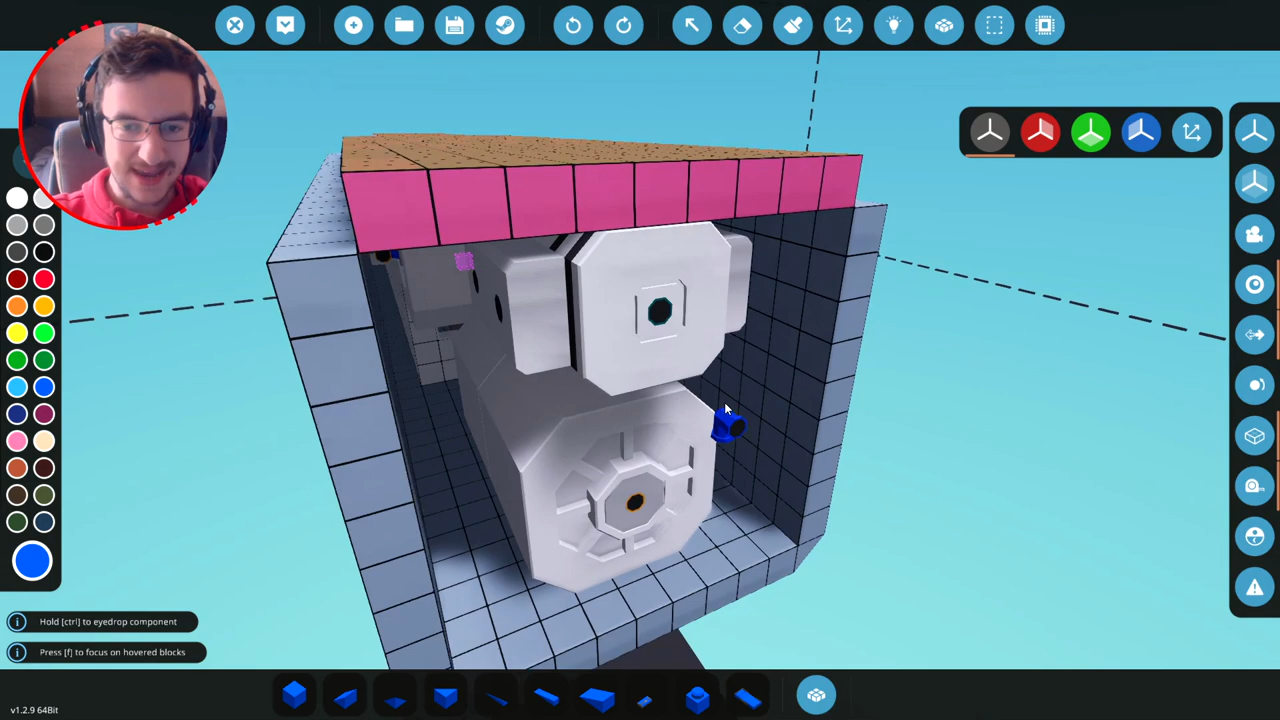 Hold [ctrl] to eyedrop component
Press [f] to focus on hovered blocks
v1.2.9 64Bit